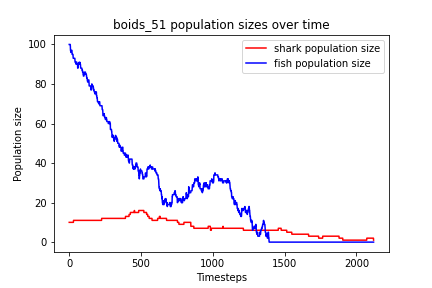 boids_51 population sizes over time
shark population size
fish population size
Population size
100
80
60
40
20
0
0
500
1000
1500
2000
Timesteps